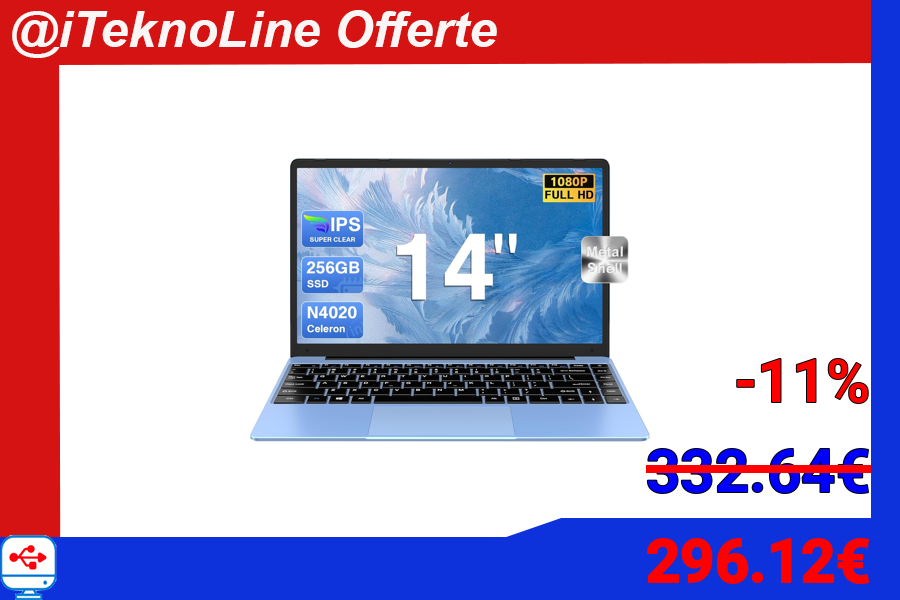 @iTeknoLine Offerte
1080P
FULL HD
IPS
SUPER CLEAR
14"
Metal
Shell
256GB
SSD
N4020
Celeron
-11%
332.64€
296.12€